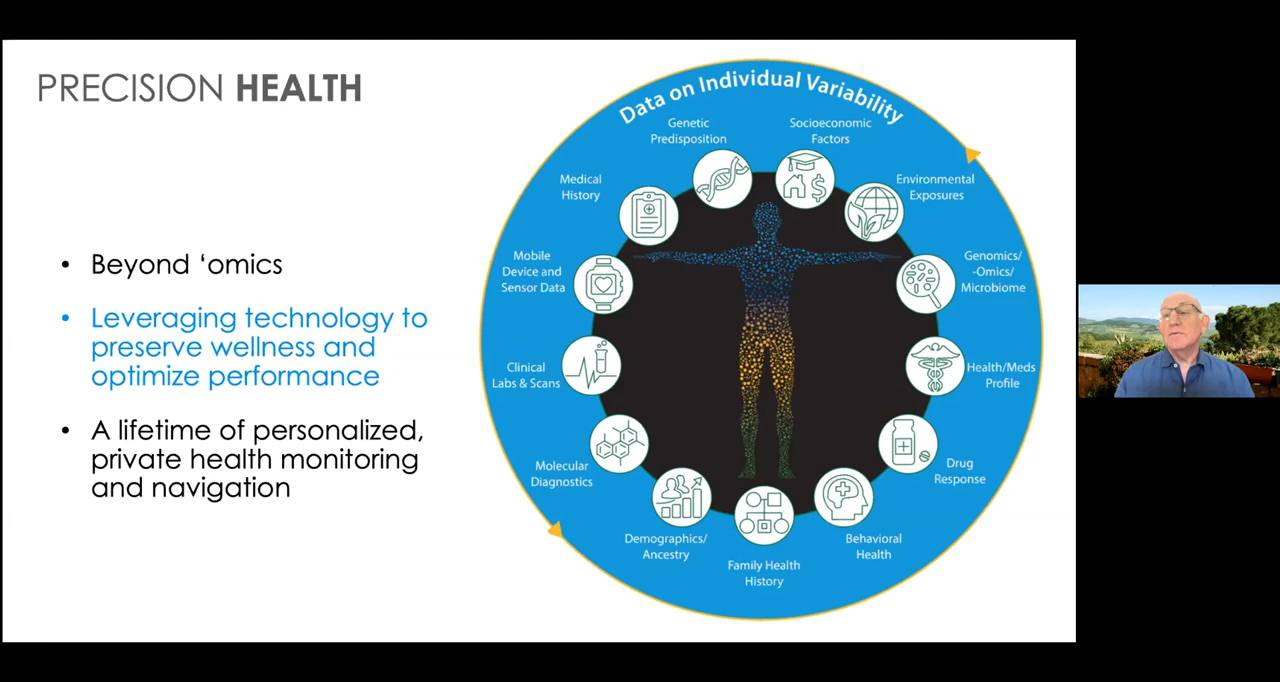 PRECISION HEALTH
• Beyond ‘omics
• Leveraging technology to
preserve wellness and
optimize performance
• A lifetime of personalized,
private health monitoring
and navigation
Data on Individual Variability
Genetic
Predisposition
Socioeconomic
Factors
Medical
History
Environmental
Exposures
Mobile
Device and
Sensor Data
Genomics/
-Omics/
Microbiome
Clinical
Labs & Scans
Health/Meds
Profile
Molecular
Diagnostics
Drug
Response
Demographics/
Ancestry
Behavioral
Health
Family Health
History